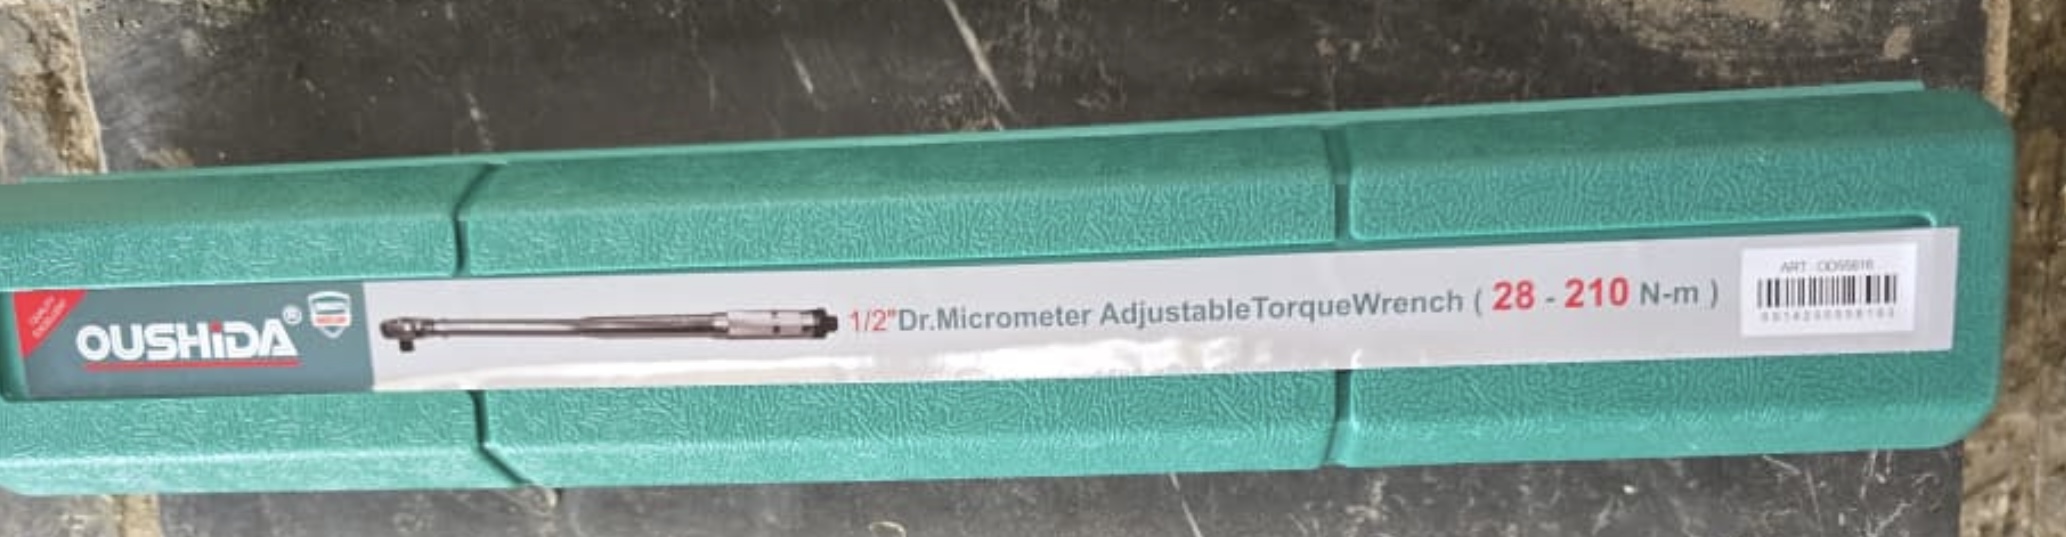 OUSHiDA®
1/2"Dr.Micrometer AdjustableTorqueWrench ( 28 - 210 N-m )